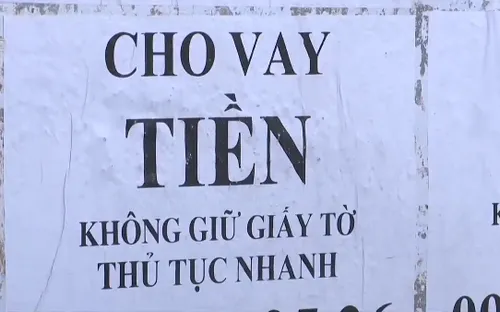 CHO VAY
TIỀN
KHÔNG GIỮ GIẤY TỜ
THỦ TỤC NHANH